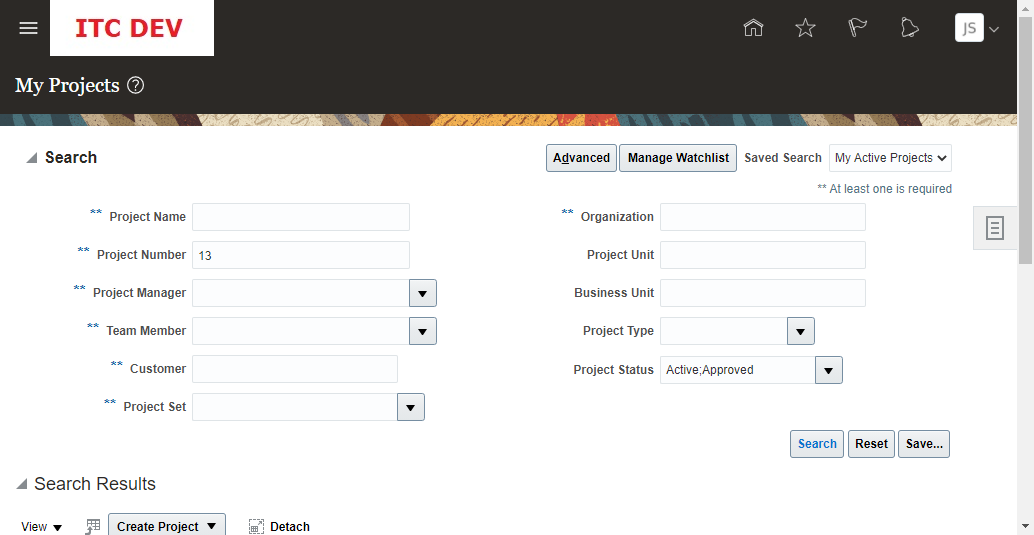 ITC DEV
JS
My Projects ?
Search
Advanced Manage Watchlist Saved Search My Active Projects
** At least one is required
** Project Name
** Organization
** Project Number 13
Project Unit
** Project Manager
Business Unit
** Team Member
Project Type
** Customer
Project Status Active;Approved
** Project Set
Search Reset Save...
Search Results
View Create Project Detach